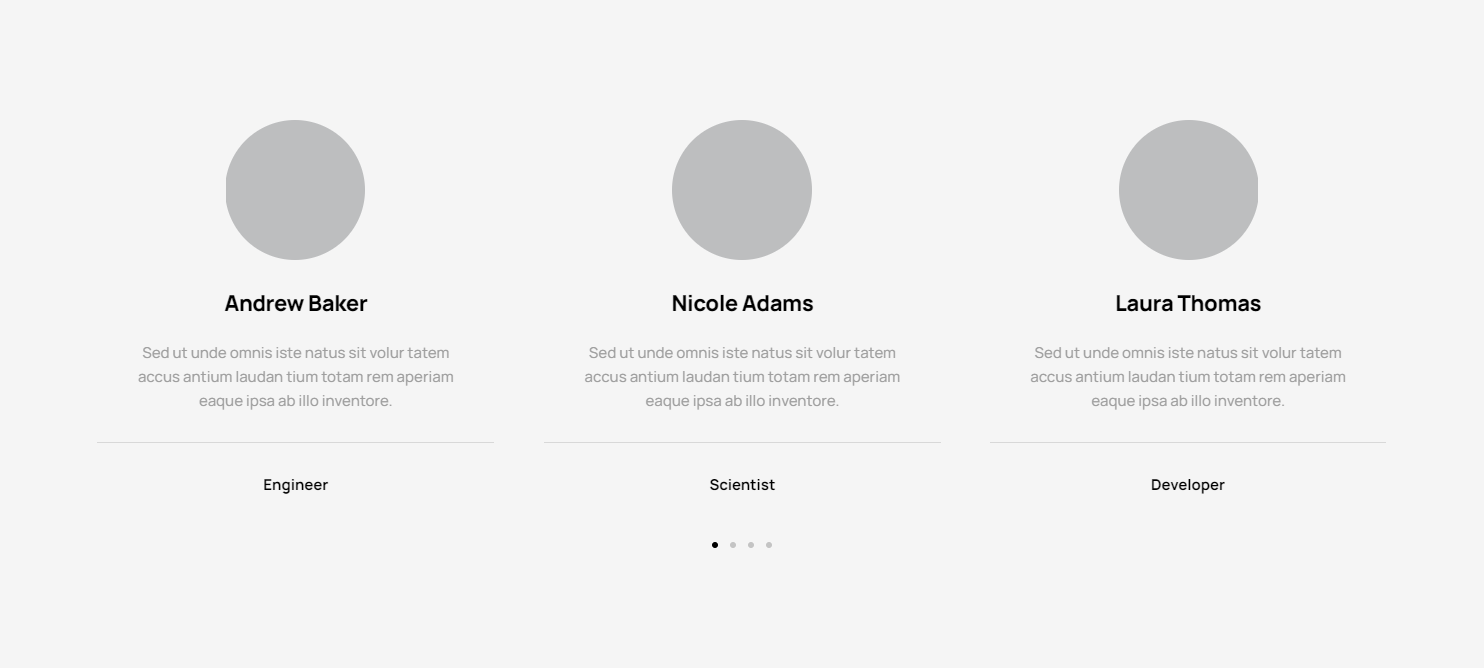 Andrew Baker
Sed ut unde omnis iste natus sit volur tatem
accus antium laudan tium totam rem aperiam
eaque ipsa ab illo inventore.
Engineer
Nicole Adams
Sed ut unde omnis iste natus sit volur tatem
accus antium laudan tium totam rem aperiam
eaque ipsa ab illo inventore.
Scientist
Laura Thomas
Sed ut unde omnis iste natus sit volur tatem
accus antium laudan tium totam rem aperiam
eaque ipsa ab illo inventore.
Developer